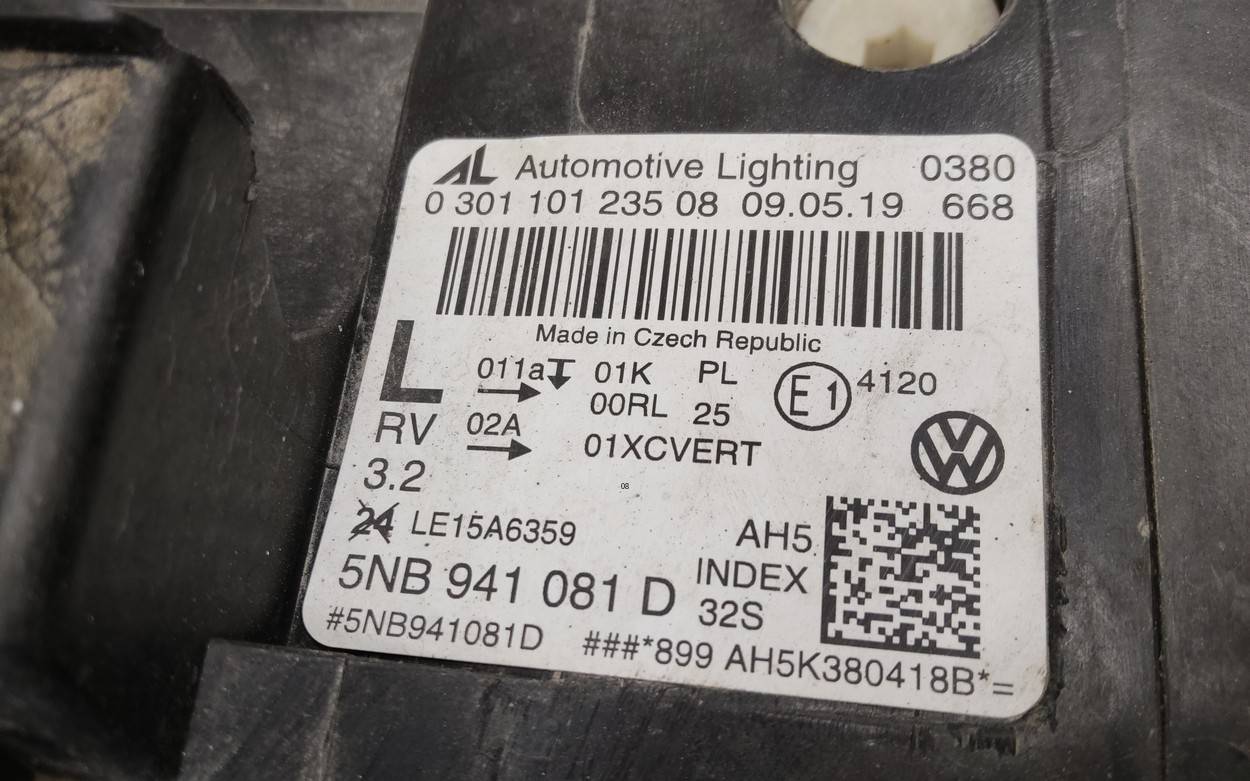 AL Automotive Lighting 0380
0 301 101 235 08 09.05.19 668
Made in Czech Republic
L 011a 01K PL E1 4120
00RL 25
RV 02A 01XCVERT
3.2
08
24 LE15A6359 AH5
5NB 941 081 D INDEX
32S
#5NB941081D ###*899 AH5K380418B*=